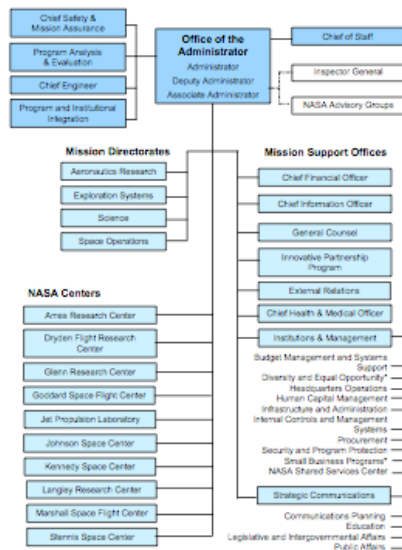 Chief Safety &
Mission Assurance
Program Analysis
& Evaluation
Chief Engineer
Program and Institutional
Integration
Office of the
Administrator
Administrator
Deputy Administrator
Associate Administrator
Chief of Staff
Inspector General
NASA Advisory Groups
Mission Directorates
Aeronautics Research
Exploration Systems
Science
Space Operations
NASA Centers
Ames Research Center
Dryden Flight Research
Center
Glenn Research Center
Goddard Space Flight Center
Jet Propulsion Laboratory
Johnson Space Center
Kennedy Space Center
Langley Research Center
Marshall Space Flight Center
Stennis Space Center
Mission Support Offices
Chief Financial Officer
Chief Information Officer
General Counsel
Innovative Partnership
Program
External Relations
Chief Health & Medical Officer
Institutions & Management
Budget Management and Systems
Support
Diversity and Equal Opportunity*
Headquarters Operations
Human Capital Management
Infrastructure and Administration
Internal Controls and Management
Systems
Procurement
Security and Program Protection
Small Business Programs*
NASA Shared Services Center
Strategic Communications
Communications Planning
Education
Legislative and Intergovernmental Affairs
Public Affairs